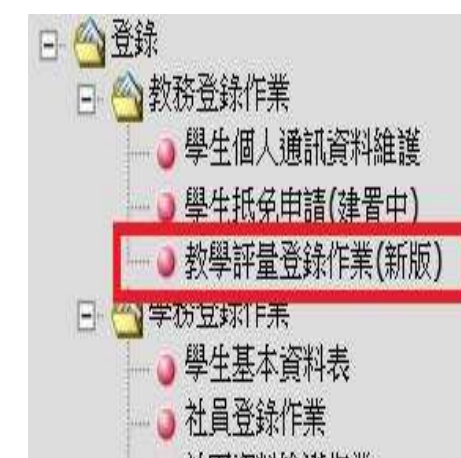 登錄
教務登錄作業
學生個人通訊資料維護
學生抵免申請(建置中)
教學評量登錄作業(新版)
學務登錄作業
學生基本資料表
社員登錄作業